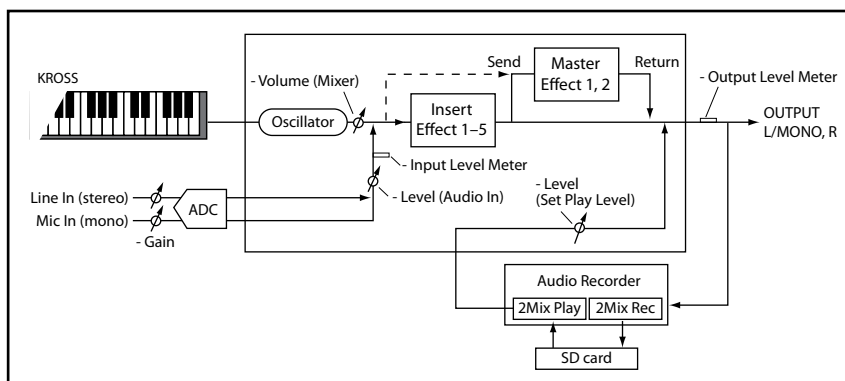 KROSS
- Volume (Mixer)
Oscillator
Insert
Effect 1–5
Send
Master
Effect 1, 2
Return
- Output Level Meter
OUTPUT
L/MONO, R
- Input Level Meter
Line In (stereo)
Mic In (mono)
ADC
- Gain
- Level (Audio In)
- Level
(Set Play Level)
Audio Recorder
2Mix Play
2Mix Rec
SD card